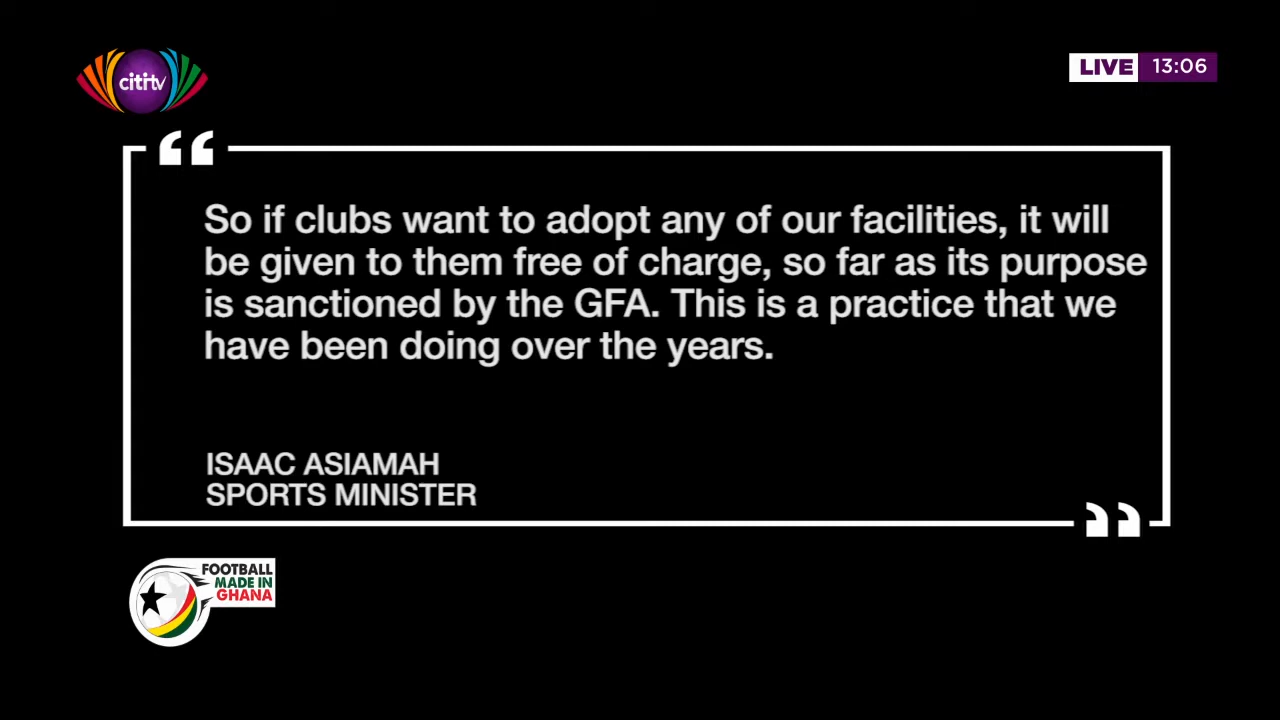 cititv
LIVE 13:06
“
So if clubs want to adopt any of our facilities, it will
be given to them free of charge, so far as its purpose
is sanctioned by the GFA. This is a practice that we
have been doing over the years.
ISAAC ASIAMAH
SPORTS MINISTER
”
FOOTBALL
MADE IN
GHANA